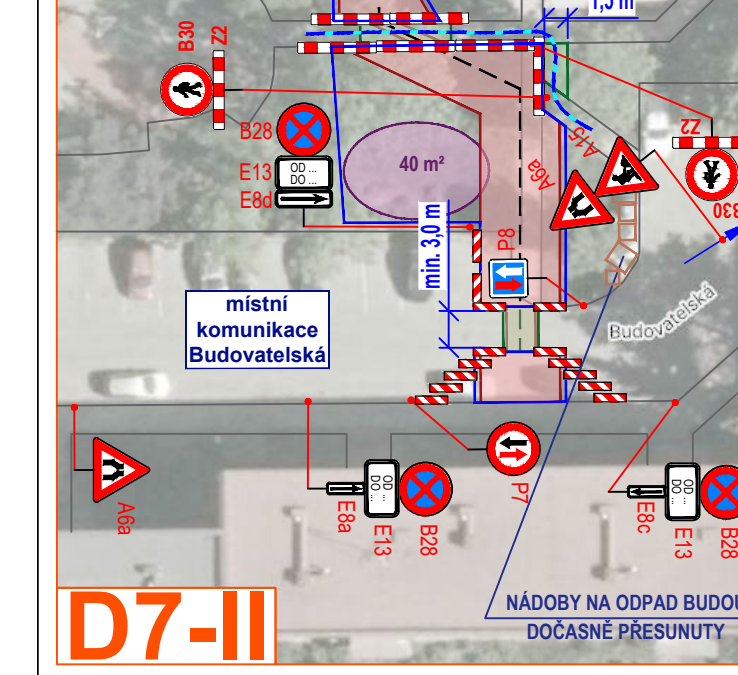 1,5 m
B30
Z2
B28
E13
OD ...
DO ...
E8d
40 m²
A15
A6a
Z2
B30
P8
min. 3,0 m
místní
komunikace
Budovatelská
Budovatelská
A6a
E8a
OD ...
DO ...
E13
B28
P7
E8c
OD ...
DO ...
E13
B28
NÁDOBY NA ODPAD BUDOU
DOČASNĚ PŘESUNUTY
D7-II